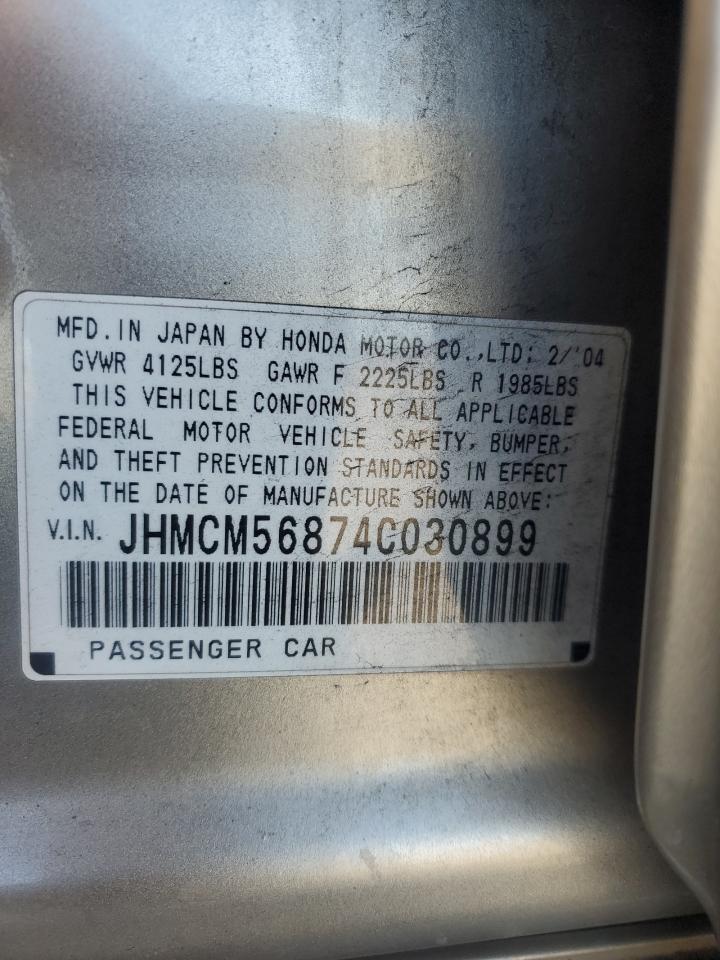 MFD. IN JAPAN BY HONDA MOTOR CO., LTD: 2/'04
GVWR 4125LBS GAWR F 2225LBS R 1985LBS
THIS VEHICLE CONFORMS TO ALL APPLICABLE
FEDERAL MOTOR VEHICLE SAFETY, BUMPER,
AND THEFT PREVENTION STANDARDS IN EFFECT
ON THE DATE OF MANUFACTURE SHOWN ABOVE:
V.I.N. JHMCM56874C030899
PASSENGER CAR